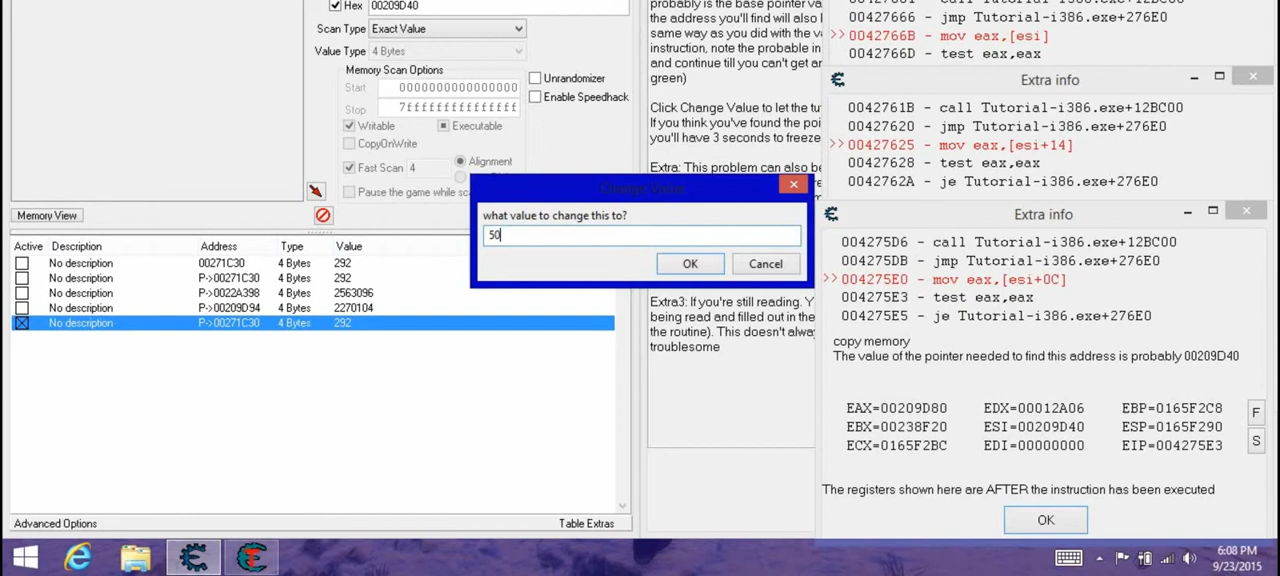 Hex 00209D40
Scan Type Exact Value
Value Type 4 Bytes
Memory Scan Options
Start 0000000000000000
Stop 7fffffffffffffff
Writable Executable
CopyOnWrite
Fast Scan 4 Alignment
Pause the game while
Unrandomizer
Enable Speedhack
Memory View
Active Description Address Type Value
No description 00271C30 4 Bytes 292
No description P->00271C30 4 Bytes 292
No description P->0022A398 4 Bytes 2563096
No description P->00209D94 4 Bytes 2270104
No description P->00271C30 4 Bytes 292
Advanced Options Table Extras
probably is the base pointer va
the address you'll find will also
same way as you did with the
instruction, note the probable in
and continue till you can't get an
green)
Click Change Value to let the
If you think you've found the
you'll have 3 seconds to freeze
Extra: This problem can also be
Change Value
what value to change this to?
50
OK Cancel
Extra3: If you're still reading. Y
being read and filled out in the
the routine). This doesn't
troublesome
00427666 - jmp Tutorial-i386.exe+276E0
>> 0042766B - mov eax,[esi]
0042766D - test eax,eax
Extra info
0042761B - call Tutorial-i386.exe+12BC00
00427620 - jmp Tutorial-i386.exe+276E0
>> 00427625 - mov eax,[esi+14]
00427628 - test eax,eax
0042762A - je Tutorial-i386.exe+276E0
Extra info
004275D6 - call Tutorial-i386.exe+12BC00
004275DB - jmp Tutorial-i386.exe+276E0
>> 004275E0 - mov eax,[esi+0C]
004275E3 - test eax,eax
004275E5 - je Tutorial-i386.exe+276E0
copy memory
The value of the pointer needed to find this address is probably 00209D40
EAX=00209D80 EDX=00012A06 EBP=0165F2C8
EBX=00238F20 ESI=00209D40 ESP=0165F290
ECX=0165F2BC EDI=00000000 EIP=004275E3
F
S
The registers shown here are AFTER the instruction has been executed
OK
6:08 PM
9/23/2015